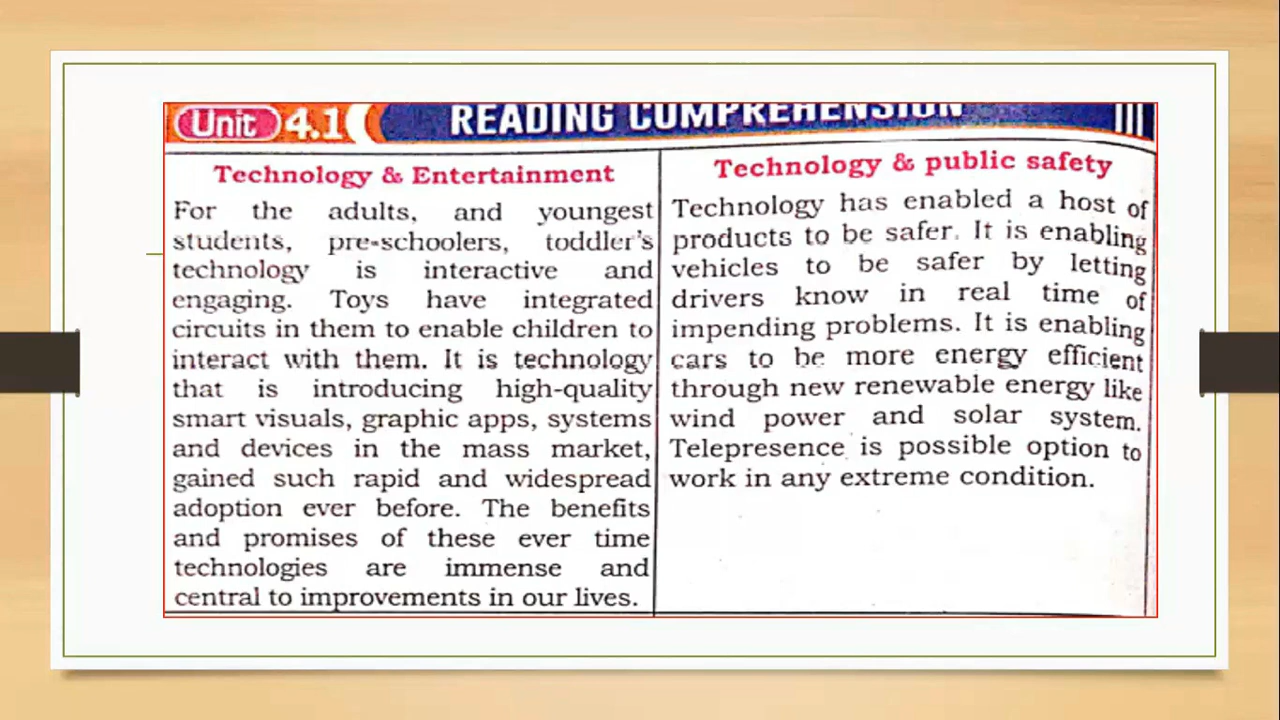 Unit 4.1
READING COMPREHENSION III
Technology & Entertainment
For the adults, and youngest
students, pre-schoolers, toddler's
technology is interactive and
engaging. Toys have integrated
circuits in them to enable children to
interact with them. It is technology
that is introducing high-quality
smart visuals, graphic apps, systems
and devices in the mass market,
gained such rapid and widespread
adoption ever before. The benefits
and promises of these ever time
technologies are immense and
central to improvements in our lives.
Technology & public safety
Technology has enabled a host of
products to be safer. It is enabling
vehicles to be safer by letting
drivers know in real time of
impending problems. It is enabling
cars to be more energy efficient
through new renewable energy like
wind power and solar system.
Telepresence is possible option to
work in any extreme condition.